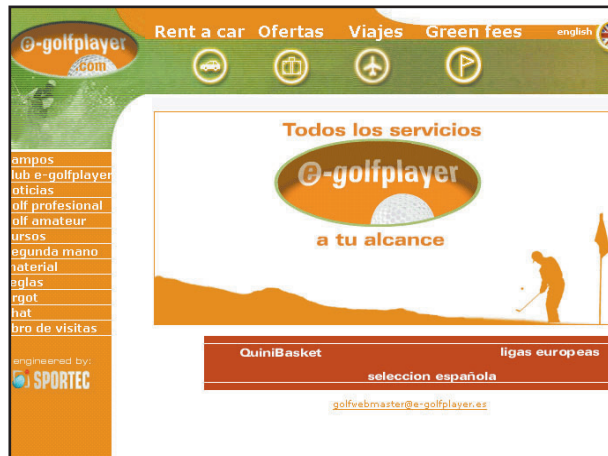 e-golfplayer
.com
Rent a car Ofertas Viajes Green fees english
Todos los servicios
e-golfplayer
a tu alcance
ampos
lub e-golfplayer
oticias
olf profesional
olf amateur
ursos
egunda mano
material
eglas
rgot
hat
bro de visitas
engineered by:
SPORTEC
QuiniBasket ligas europeas
seleccion española
golfwebmaster@e-golfplayer.es